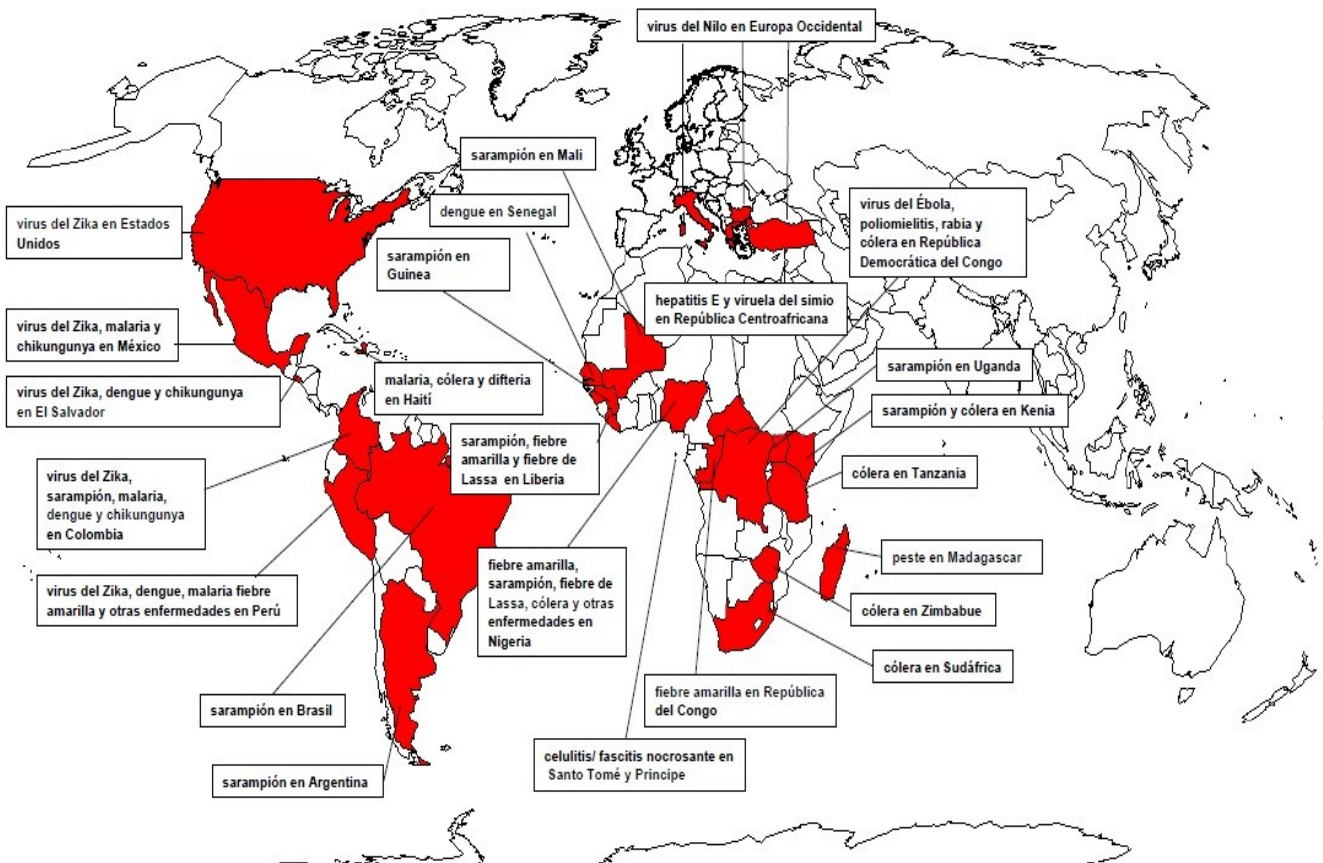 virus del Nilo en Europa Occidental
sarampión en Mali
dengue en Senegal
sarampión en
Guinea
virus del Ébola,
poliomielitis, rabia y
cólera en República
Democrática del Congo
virus del Zika en Estados
Unidos
hepatitis E y viruela del simio
en República Centroafricana
virus del Zika, malaria y
chikungunya en México
sarampión en Uganda
virus del Zika, dengue y chikungunya
en El Salvador
malaria, cólera y difteria
en Haití
sarampión y cólera en Kenia
sarampión, fiebre
amarilla y fiebre de
Lassa en Liberia
cólera en Tanzania
virus del Zika,
sarampión, malaria,
dengue y chikungunya
en Colombia
peste en Madagascar
virus del Zika, dengue, malaria fiebre
amarilla y otras enfermedades en Perú
fiebre amarilla,
sarampión, fiebre de
Lassa, cólera y otras
enfermedades en
Nigeria
cólera en Zimbabue
cólera en Sudáfrica
fiebre amarilla en República
del Congo
sarampión en Brasil
celulitis/ fascitis nocrosante en
Santo Tomé y Principe
sarampión en Argentina